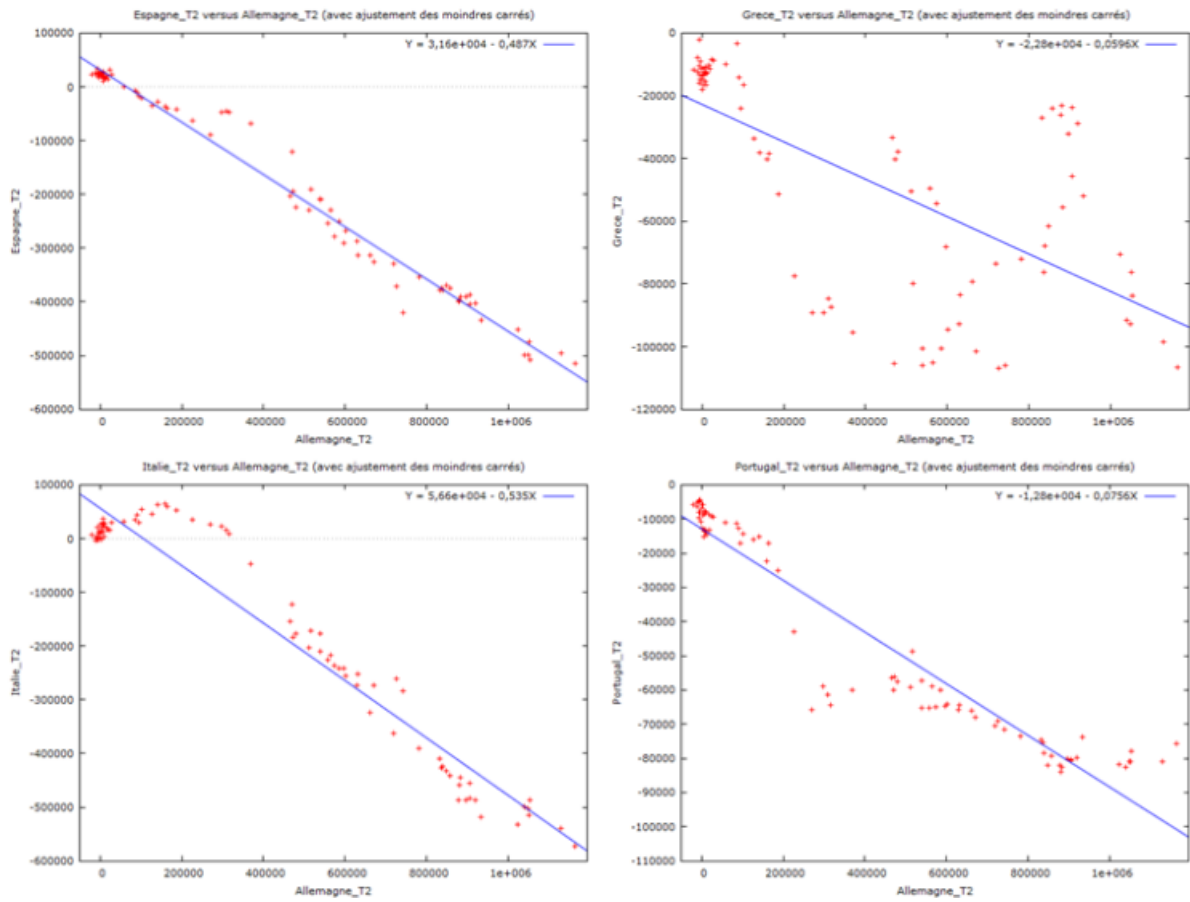 Espagne_T2 versus Allemagne_T2 (avec ajustement des moindres carrés)
Y = 3,16e+004 - 0,487X
100000
0
-100000
-200000
-300000
-400000
-500000
-600000
Espagne_T2
0 200000 400000 600000 800000 1e+006
Allemagne_T2
Grece_T2 versus Allemagne_T2 (avec ajustement des moindres carrés)
Y = -2,28e+004 - 0,0596X
0
-20000
-40000
-60000
-80000
-100000
-120000
Grece_T2
0 200000 400000 600000 800000 1e+006
Allemagne_T2
Italie_T2 versus Allemagne_T2 (avec ajustement des moindres carrés)
Y = 5,66e+004 - 0,535X
100000
0
-100000
-200000
-300000
-400000
-500000
-600000
Italie_T2
0 200000 400000 600000 800000 1e+006
Allemagne_T2
Portugal_T2 versus Allemagne_T2 (avec ajustement des moindres carrés)
Y = -1,28e+004 - 0,0756X
0
-10000
-20000
-30000
-40000
-50000
-60000
-70000
-80000
-90000
-100000
-110000
Portugal_T2
0 200000 400000 600000 800000 1e+006
Allemagne_T2